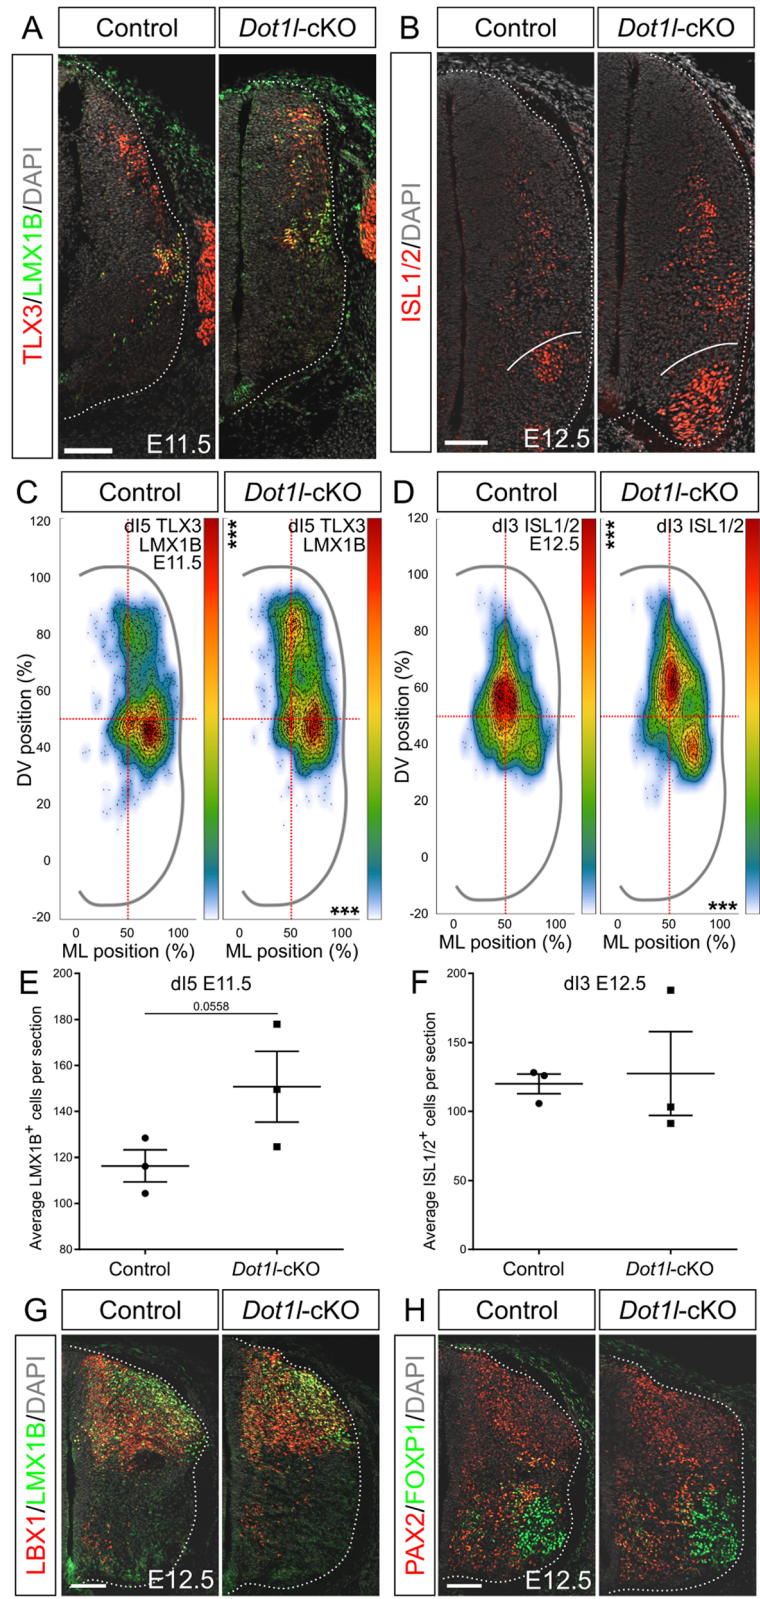 A
Control
Dot1l-cKO
TLX3/LMX1B/DAPI
E11.5
B
Control
Dot1l-cKO
ISL1/2/DAPI
E12.5
C
Control
Dot1l-cKO
DV position (%)
120
100
80
60
40
20
0
-20
dI5 TLX3
LMX1B
E11.5
***
dI5 TLX3
LMX1B
***
0
50
100
0
50
100
ML position (%)
ML position (%)
D
Control
Dot1l-cKO
DV position (%)
120
100
80
60
40
20
0
-20
dI3 ISL1/2
E12.5
***
dI3 ISL1/2
***
0
50
100
0
50
100
ML position (%)
ML position (%)
E
dI5 E11.5
0.0558
Average LMX1B+ cells per section
200
180
160
140
120
100
80
Control
Dot1l-cKO
F
dI3 E12.5
Average ISL1/2+ cells per section
200
150
100
50
0
Control
Dot1l-cKO
G
Control
Dot1l-cKO
LBX1/LMX1B/DAPI
E12.5
H
Control
Dot1l-cKO
PAX2/FOXP1/DAPI
E12.5